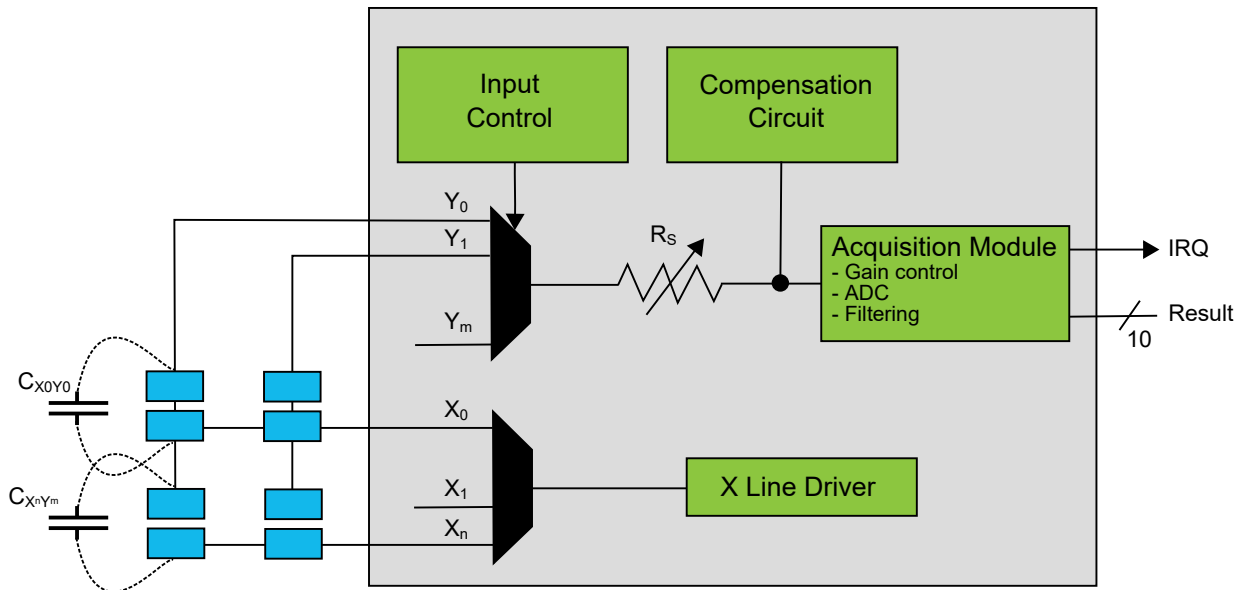 Input
Control
Compensation
Circuit
Y0
Y1
RS
Acquisition Module
- Gain control
- ADC
- Filtering
IRQ
Result
10
Ym
CX0Y0
X0
CXnYm
X1
Xn
X Line Driver